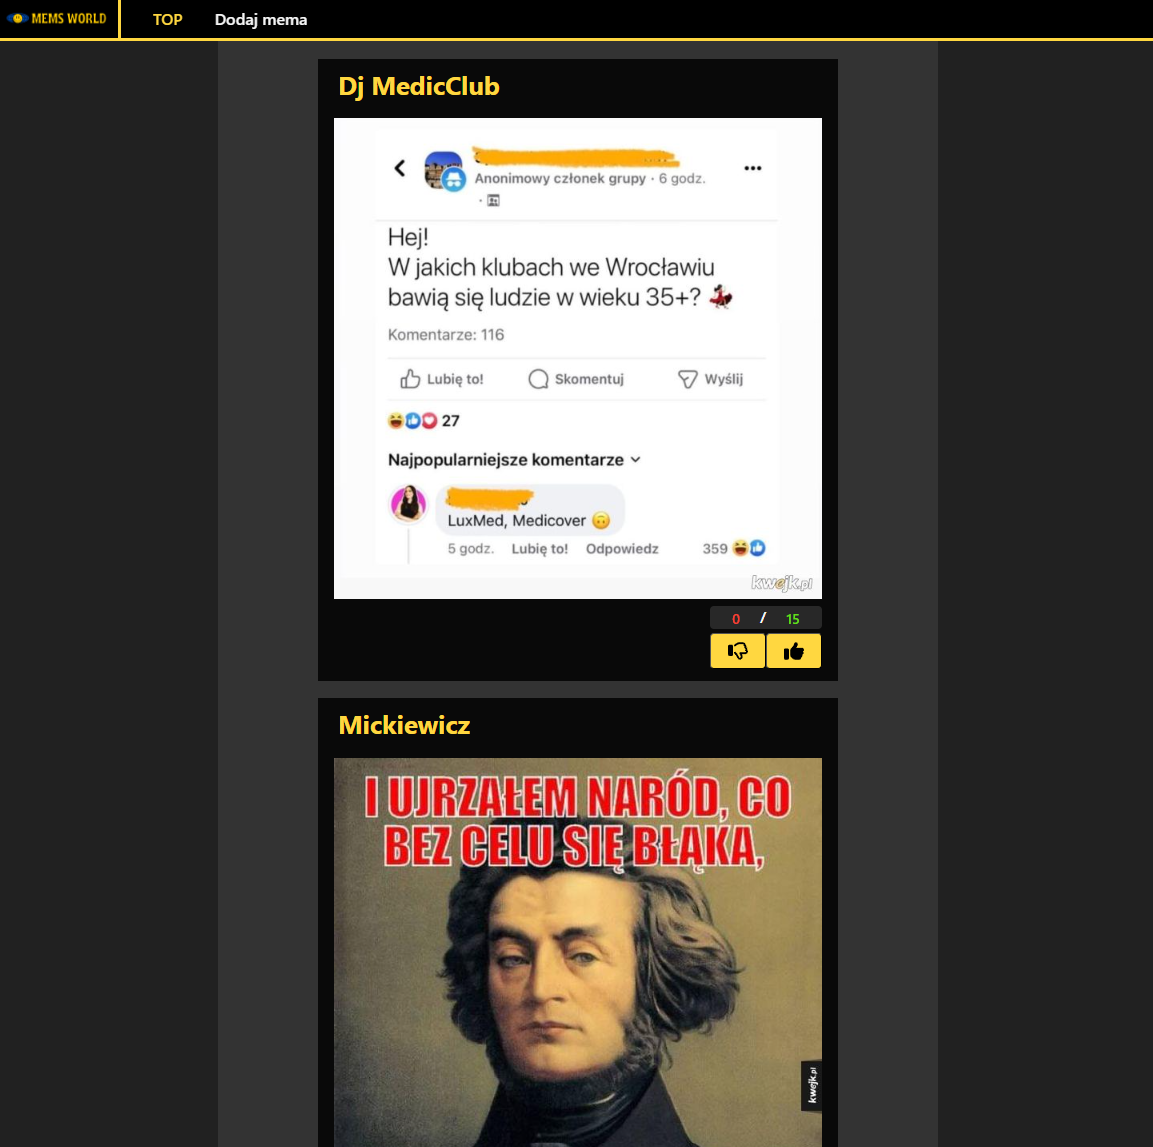 MEMS WORLD
TOP
Dodaj mema
Dj MedicClub
Anonimowy członek grupy · 6 godz.
·
Hej!
W jakich klubach we Wrocławiu
bawią się ludzie w wieku 35+? 💃
Komentarze: 116
Lubię to! Skomentuj Wyślij
27
Najpopularniejsze komentarze
LuxMed, Medicover 🙃
5 godz. Lubię to! Odpowiedz 359
kwejk.pl
0 / 15
Mickiewicz
I UJRZAŁEM NARÓD, CO
BEZ CELU SIĘ BŁĄKA,
kwejk.pl